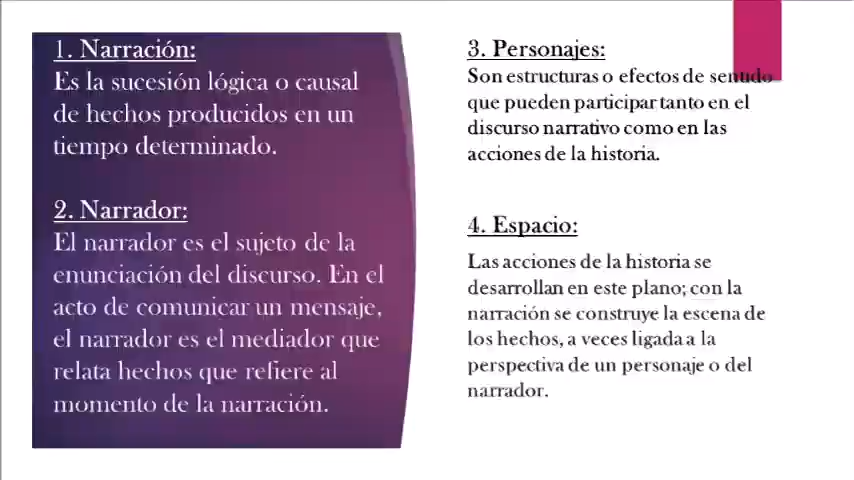 1. Narración:
Es la sucesión lógica o causal
de hechos producidos en un
tiempo determinado.
2. Narrador:
El narrador es el sujeto de la
enunciación del discurso. En el
acto de comunicar un mensaje,
el narrador es el mediador que
relata hechos que refiere al
momento de la narración.
3. Personajes:
Son estructuras o efectos de sentido
que pueden participar tanto en el
discurso narrativo como en las
acciones de la historia.
4. Espacio:
Las acciones de la historia se
desarrollan en este plano; con la
narración se construye la escena de
los hechos, a veces ligada a la
perspectiva de un personaje o del
narrador.